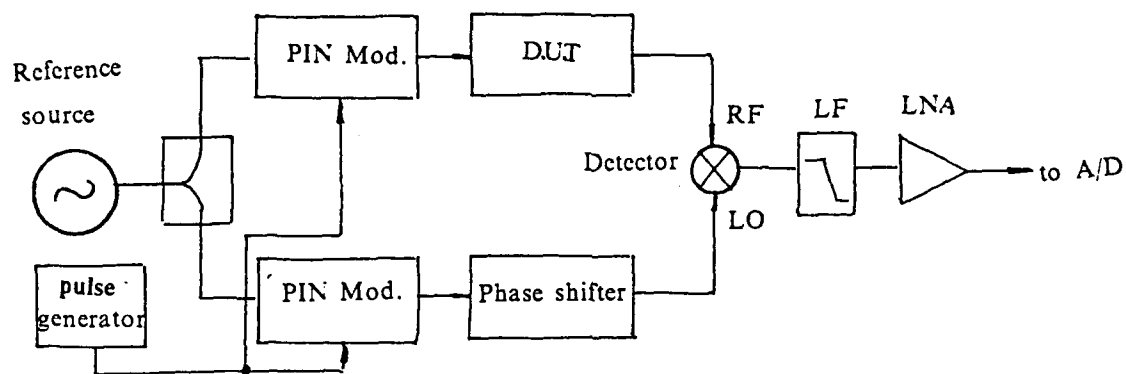 Reference
source
PIN Mod.
D.U.T
RF
LF
LNA
Detector
to A/D
LO
pulse
generator
PIN Mod.
Phase shifter